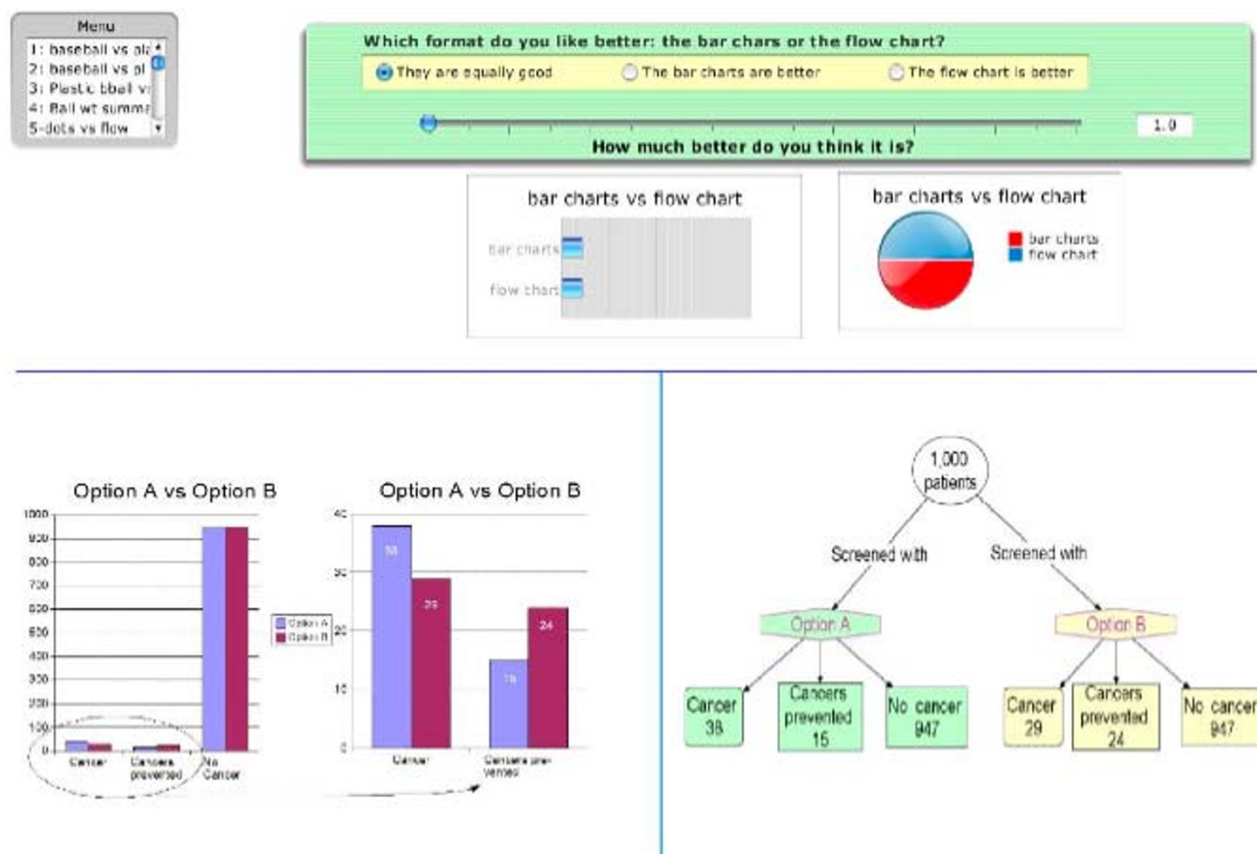 Menu
1: baseball vs pla
2: baseball vs pl
3: Plastic bball v
4: Ball wt summa
5-dots vs flow
Which format do you like better: the bar chars or the flow chart?
They are equally good
The bar charts are better
The flow chart is better
1.0
How much better do you think it is?
bar charts vs flow chart
bar charts
flow chart
bar charts vs flow chart
bar charts
flow chart
Option A vs Option B
1000
900
800
700
600
500
400
300
200
100
0
Cancer
Cancers
prevented
No
Cancer
Option A
Option B
Option A vs Option B
40
30
20
10
0
38
29
15
24
Cancer
Cancers pre-
vented
1,000
patients
Screened with
Screened with
Option A
Option B
Cancer
38
Cancers
prevented
15
No cancer
947
Cancer
29
Cancers
prevented
24
No cancer
947